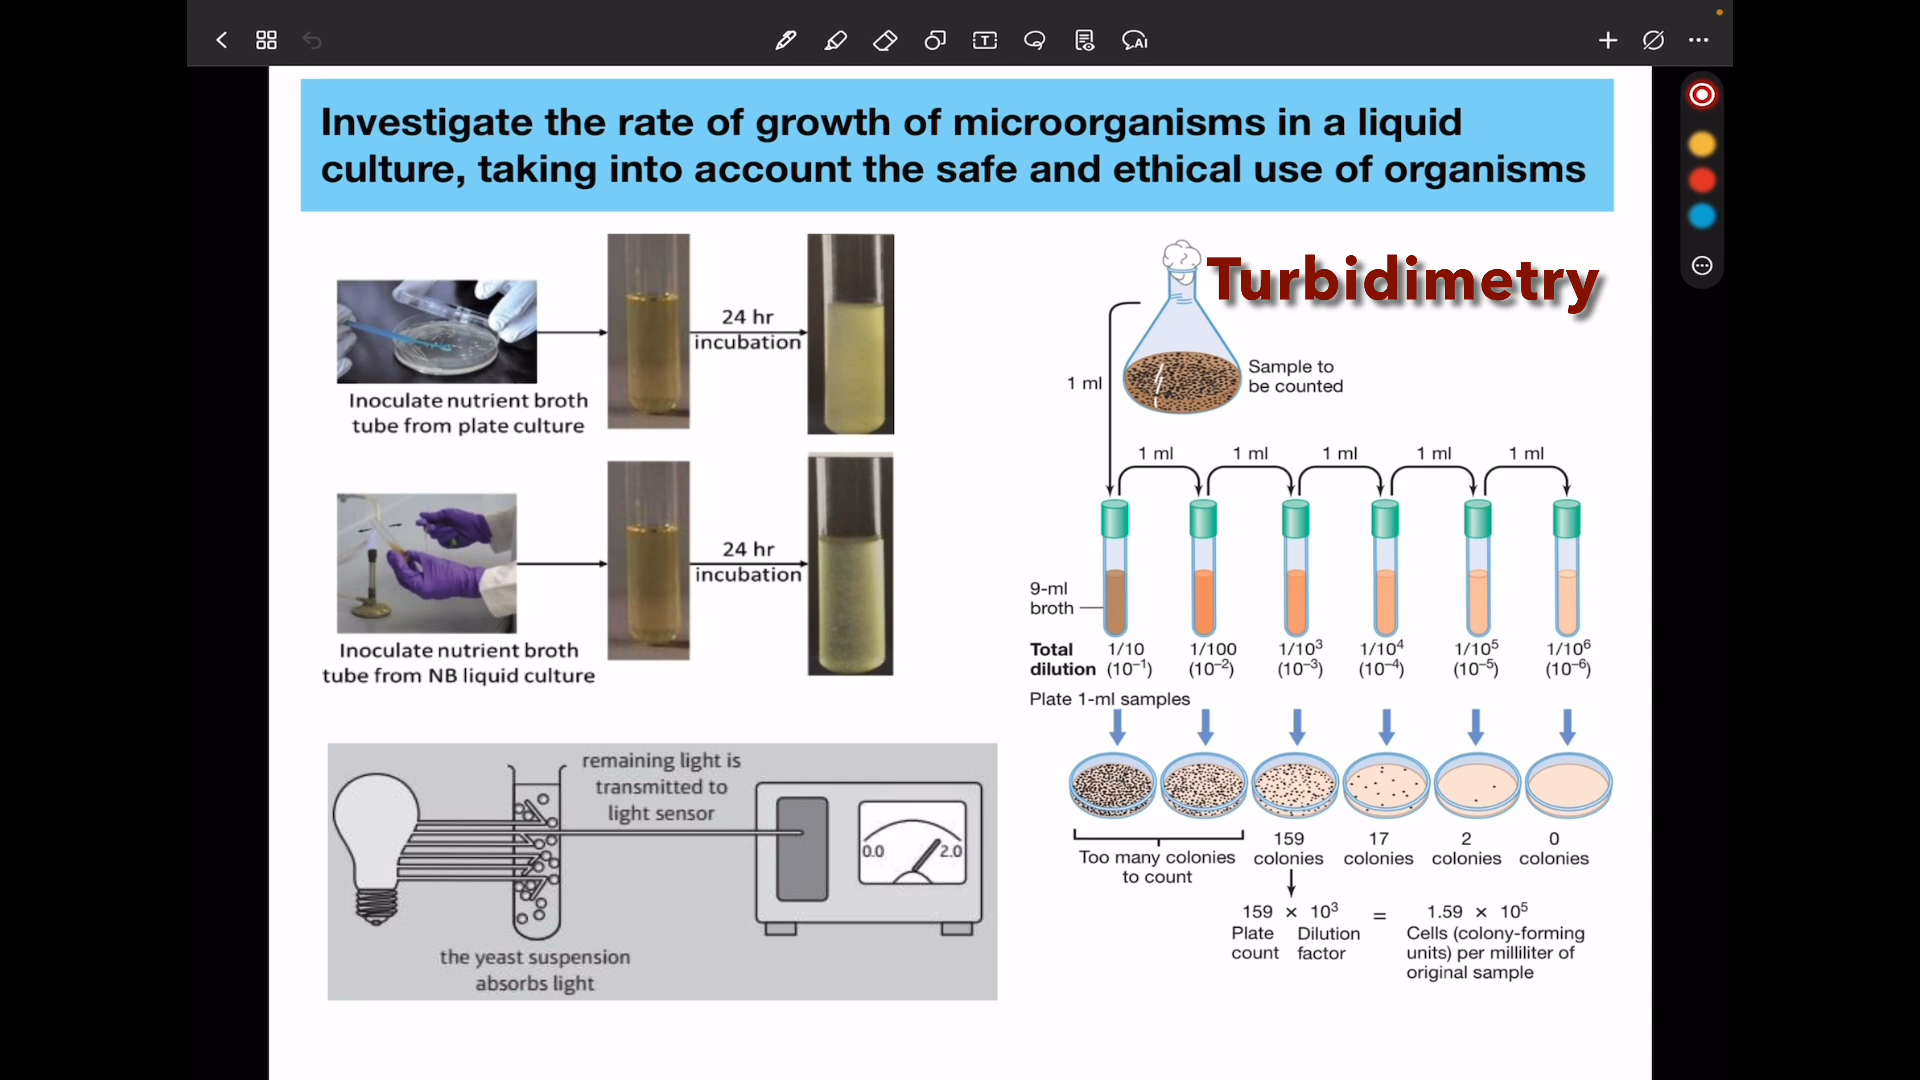 AI
Investigate the rate of growth of microorganisms in a liquid
culture, taking into account the safe and ethical use of organisms
24 hr
incubation
Inoculate nutrient broth
tube from plate culture
24 hr
incubation
Inoculate nutrient broth
tube from NB liquid culture
remaining light is
transmitted to
light sensor
0.0 2.0
the yeast suspension
absorbs light
Turbidimetry
Sample to
be counted
1 ml
1 ml 1 ml 1 ml 1 ml 1 ml
9-ml
broth
Total 1/10 1/100 1/10³ 1/10⁴ 1/10⁵ 1/10⁶
dilution (10⁻¹) (10⁻²) (10⁻³) (10⁻⁴) (10⁻⁵) (10⁻⁶)
Plate 1-ml samples
Too many colonies
to count
159 17 2 0
colonies colonies colonies colonies
159 × 10³ = 1.59 × 10⁵
Plate Dilution Cells (colony-forming
count factor units) per milliliter of
original sample